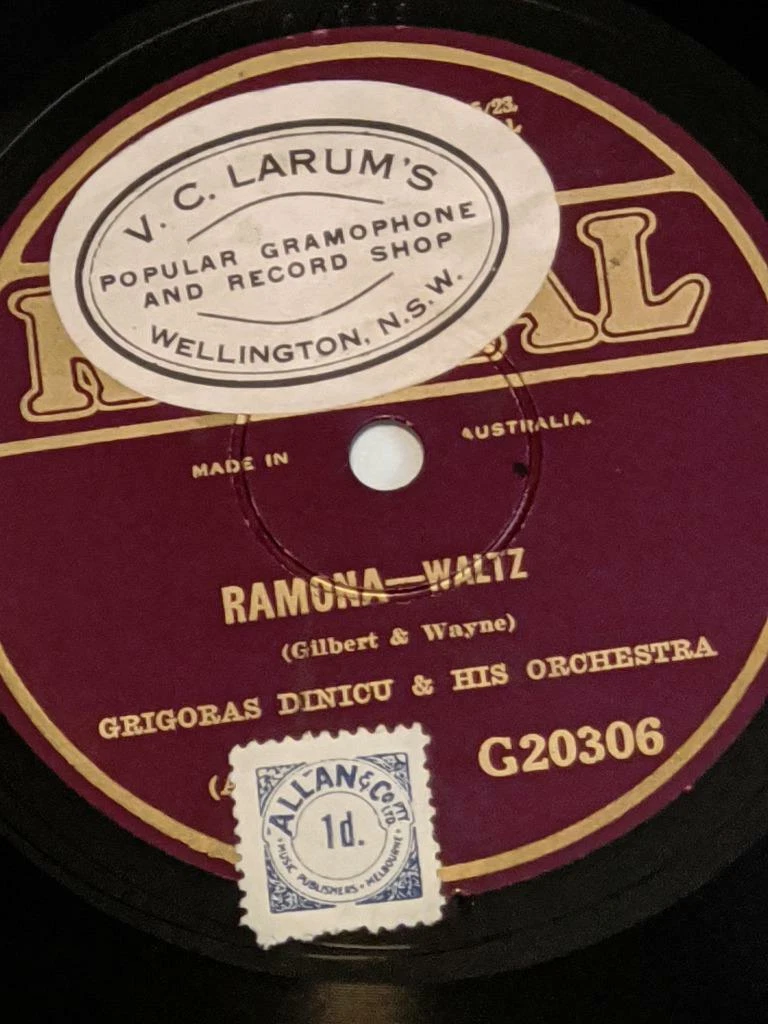 V. C. LARUM'S
POPULAR GRAMOPHONE
AND RECORD SHOP
WELLINGTON, N.S.W.
MADE IN AUSTRALIA.
RAMONA—WALTZ
(Gilbert & Wayne)
GRIGORAS DINICU & HIS ORCHESTRA
G20306
ALLAN & CO PTY. LTD.
1d.
MUSIC PUBLISHERS • MELBOURNE